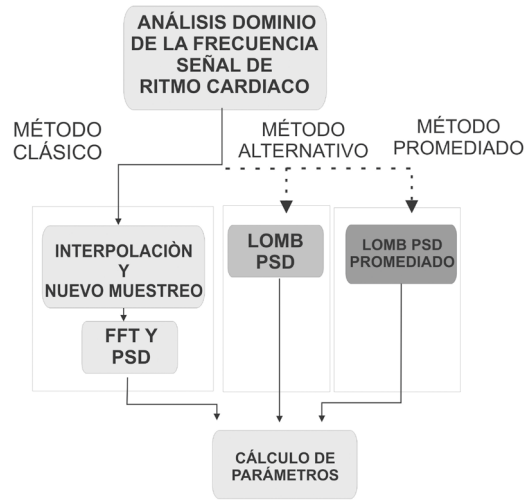 ANÁLISIS DOMINIO
DE LA FRECUENCIA
SEÑAL DE
RITMO CARDIACO
MÉTODO
CLÁSICO
MÉTODO
ALTERNATIVO
MÉTODO
PROMEDIADO
INTERPOLACIÒN
Y
NUEVO MUESTREO
FFT Y
PSD
LOMB
PSD
LOMB PSD
PROMEDIADO
CÁLCULO DE
PARÁMETROS